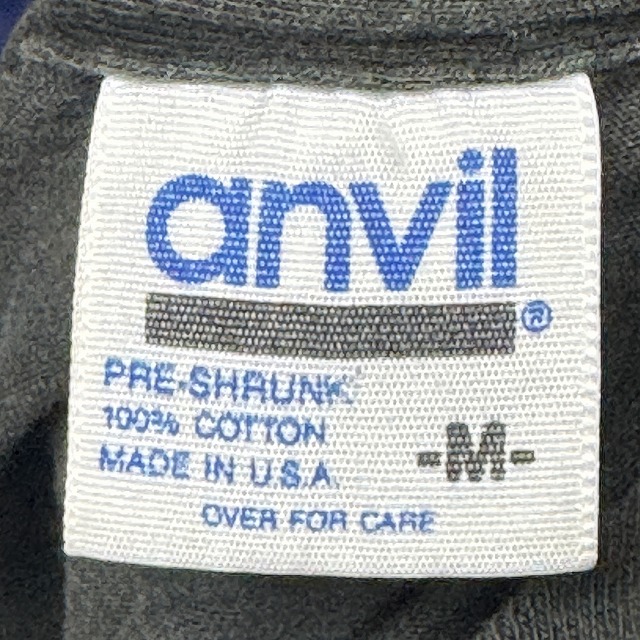 anvil®
PRE-SHRUNK
100% COTTON
MADE IN U.S.A.
-M-
OVER FOR CARE